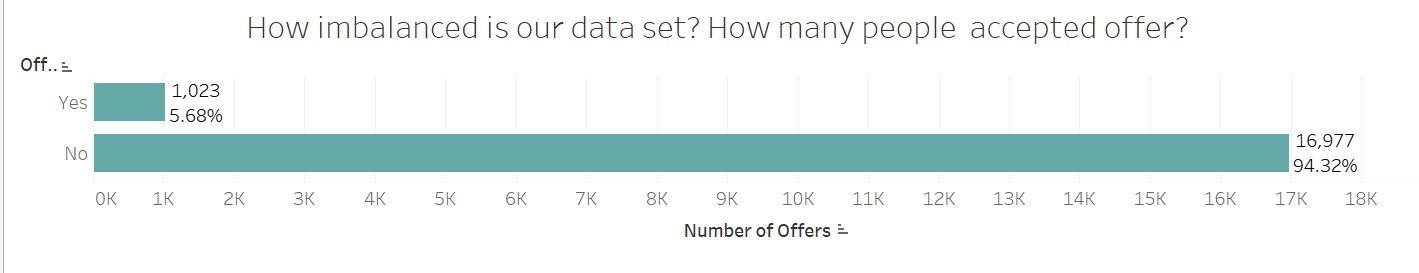 How imbalanced is our data set? How many people accepted offer?
Off..
Yes
1,023
5.68%
No
16,977
94.32%
0K 1K 2K 3K 4K 5K 6K 7K 8K 9K 10K 11K 12K 13K 14K 15K 16K 17K 18K
Number of Offers